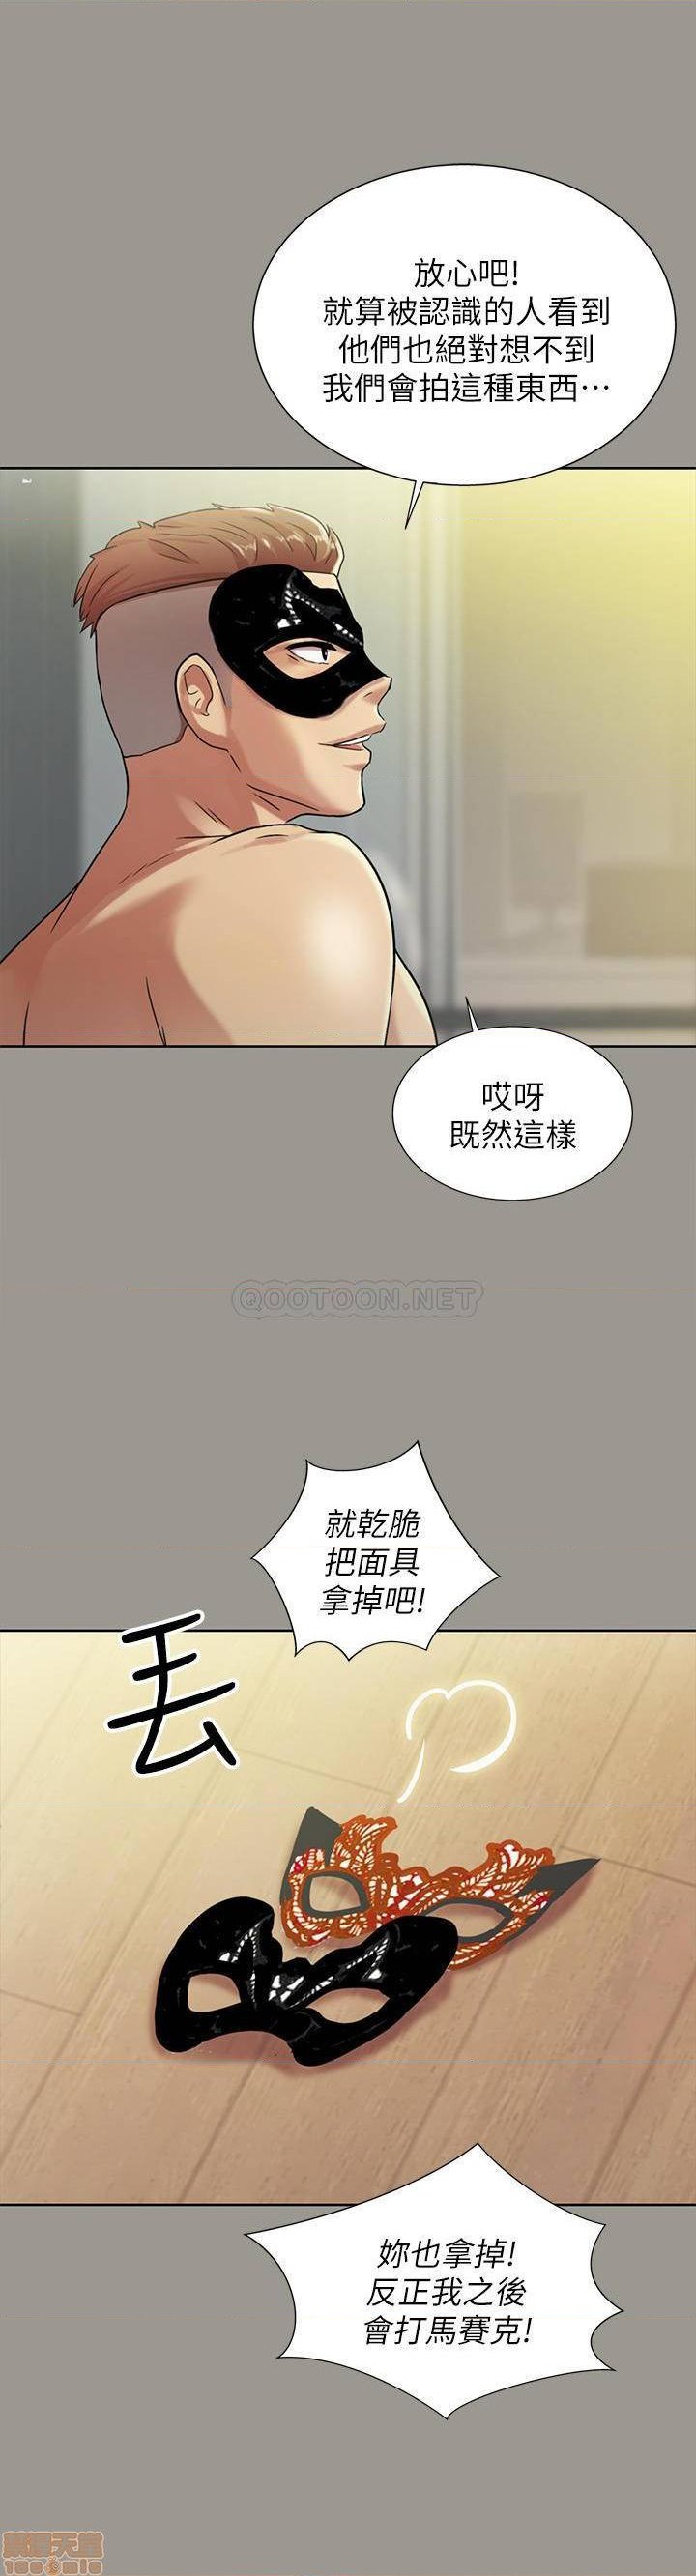 放心吧!
就算被認識的人看到
他們也絕對想不到
我們會拍這種東西…
哎呀
既然這樣
QOOTOON.NET
就乾脆
把面具
拿掉吧!
丟
妳也拿掉!
反正我之後
會打馬賽克!